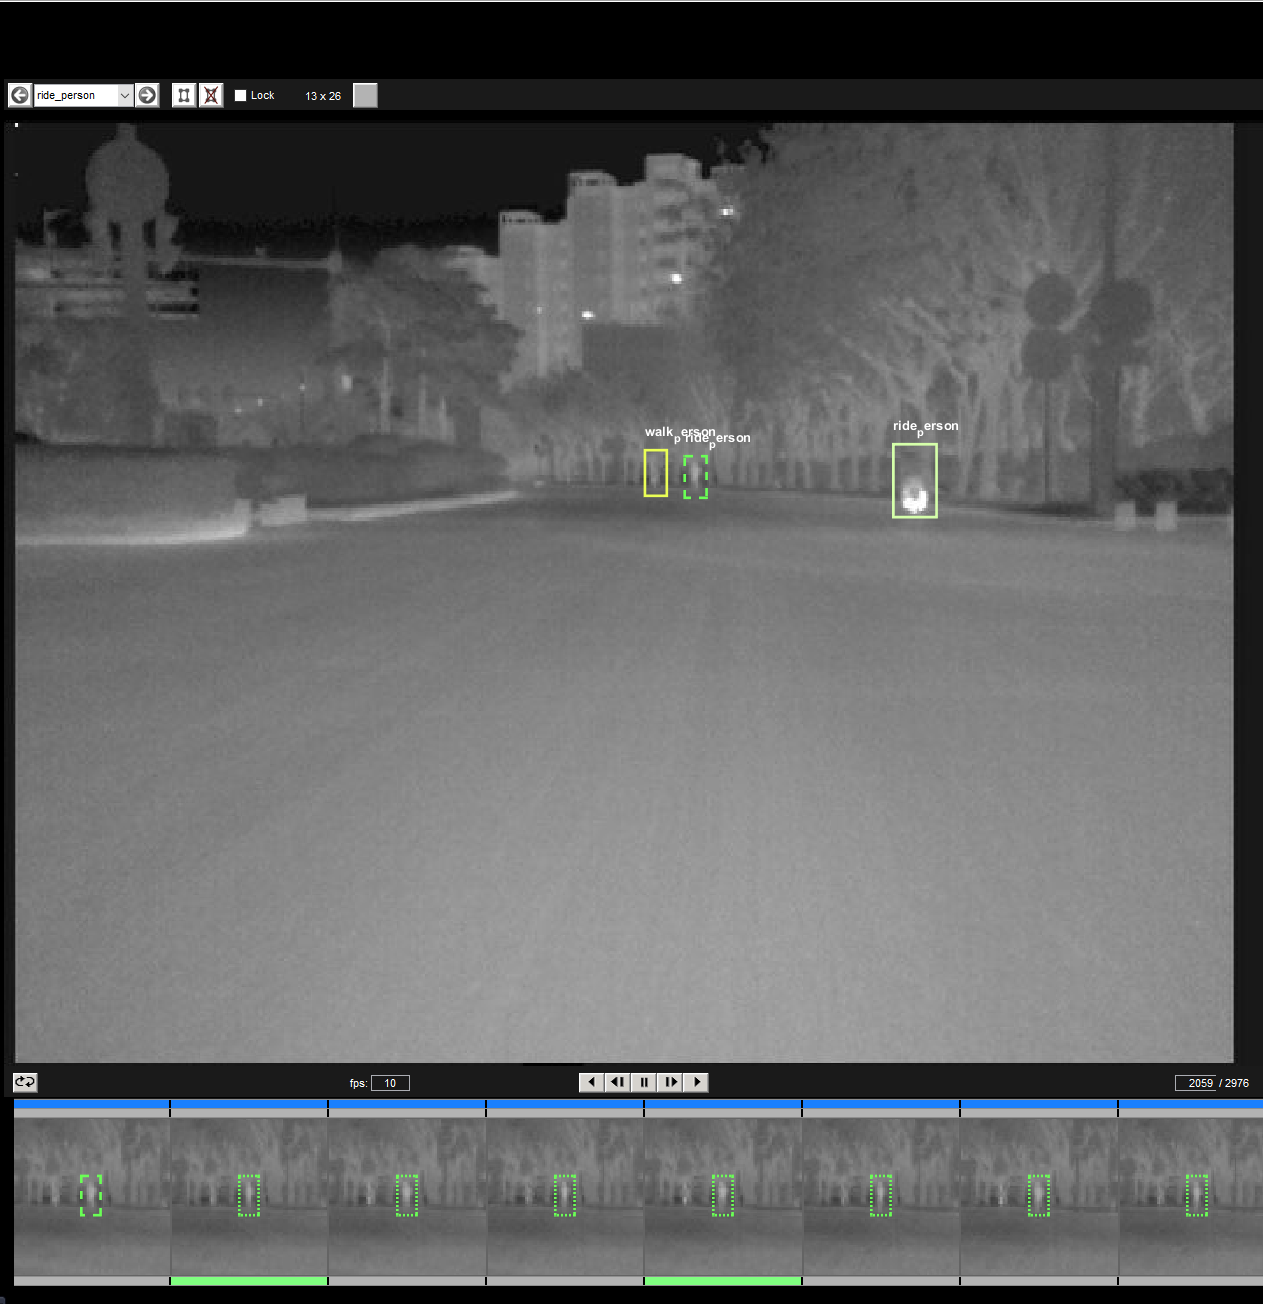 ride_person
Lock
13 x 26
walk_person
ride_person
ride_person
fps: 10
2059 / 2976